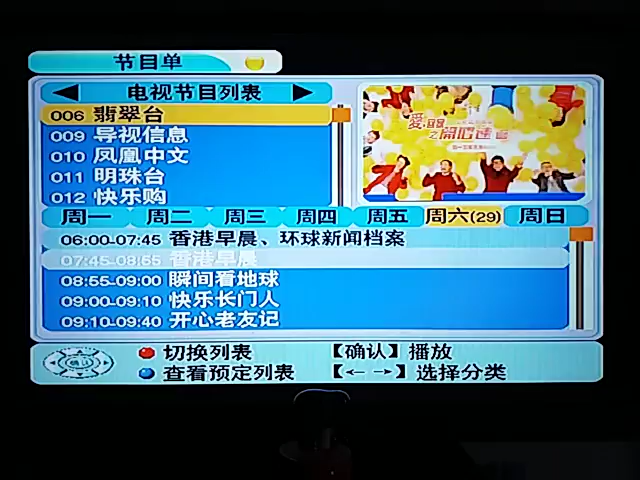 节目单
◀ 电视节目列表 ▶
006 翡翠台
009 导视信息
010 凤凰中文
011 明珠台
012 快乐购
周一 周二 周三 周四 周五 周六(29) 周日
06:00-07:45 香港早晨、环球新闻档案
07:45-08:55 香港早晨
08:55-09:00 瞬间看地球
09:00-09:10 快乐长门人
09:10-09:40 开心老友记
确认
切换列表 【确认】播放
查看预定列表 【←→】选择分类